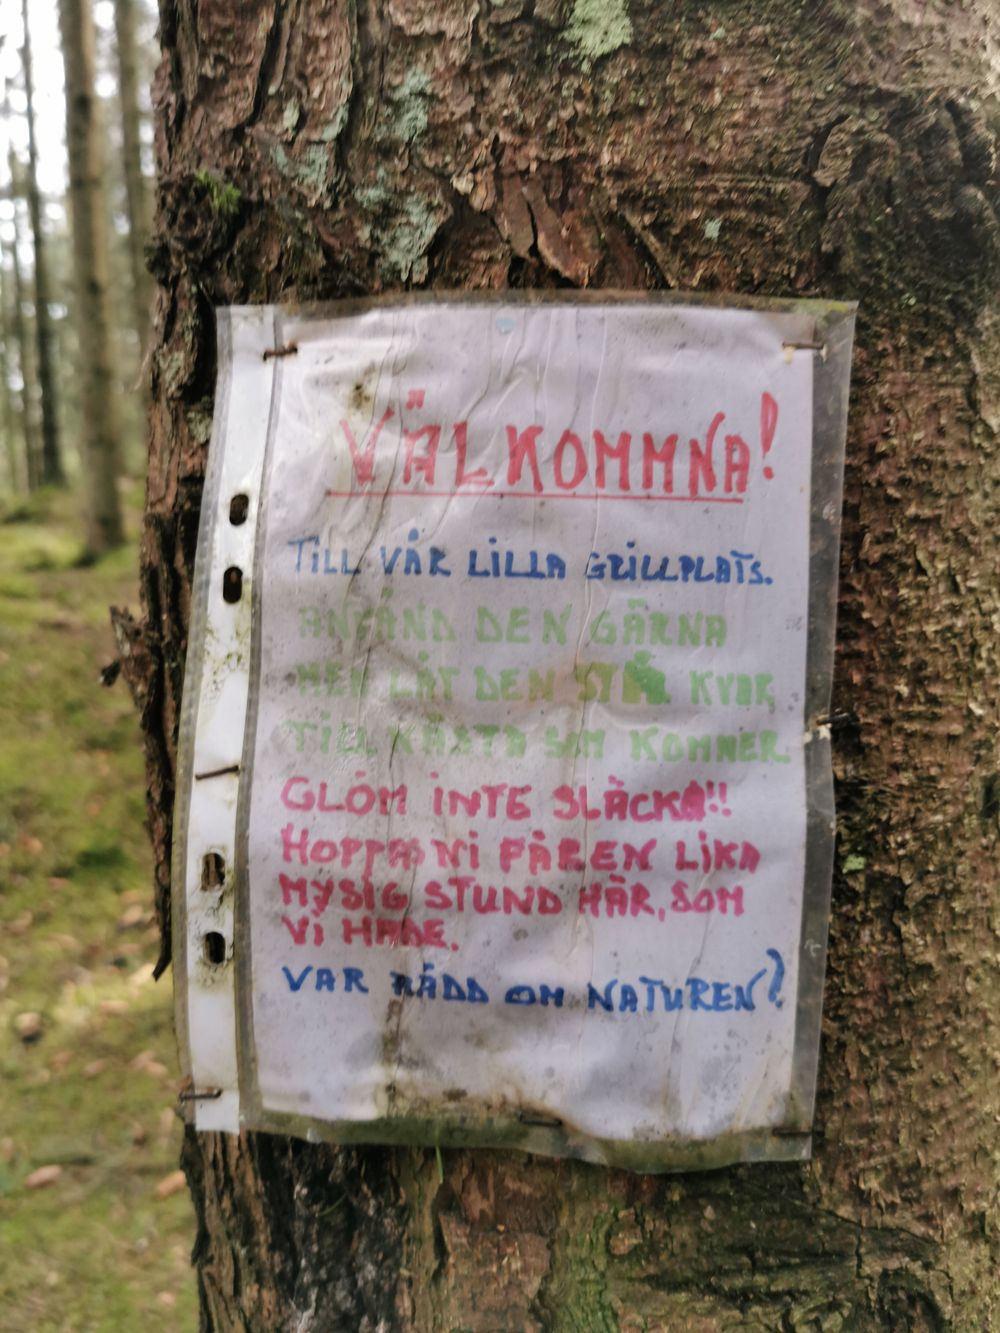 VÄLKOMMNA!
TILL VÅR LILLA GRILLPLATS.
ANVÄND DEN GÄRNA
MEN LÅT DEN STÅ KVAR
TILL NÄSTA SOM KOMMER.
GLÖM INTE SLÄCKA!!
HOPPAS NI FÅR EN LIKA
MYSIG STUND HÄR, SOM
VI HADE.
VAR RÄDD OM NATUREN!